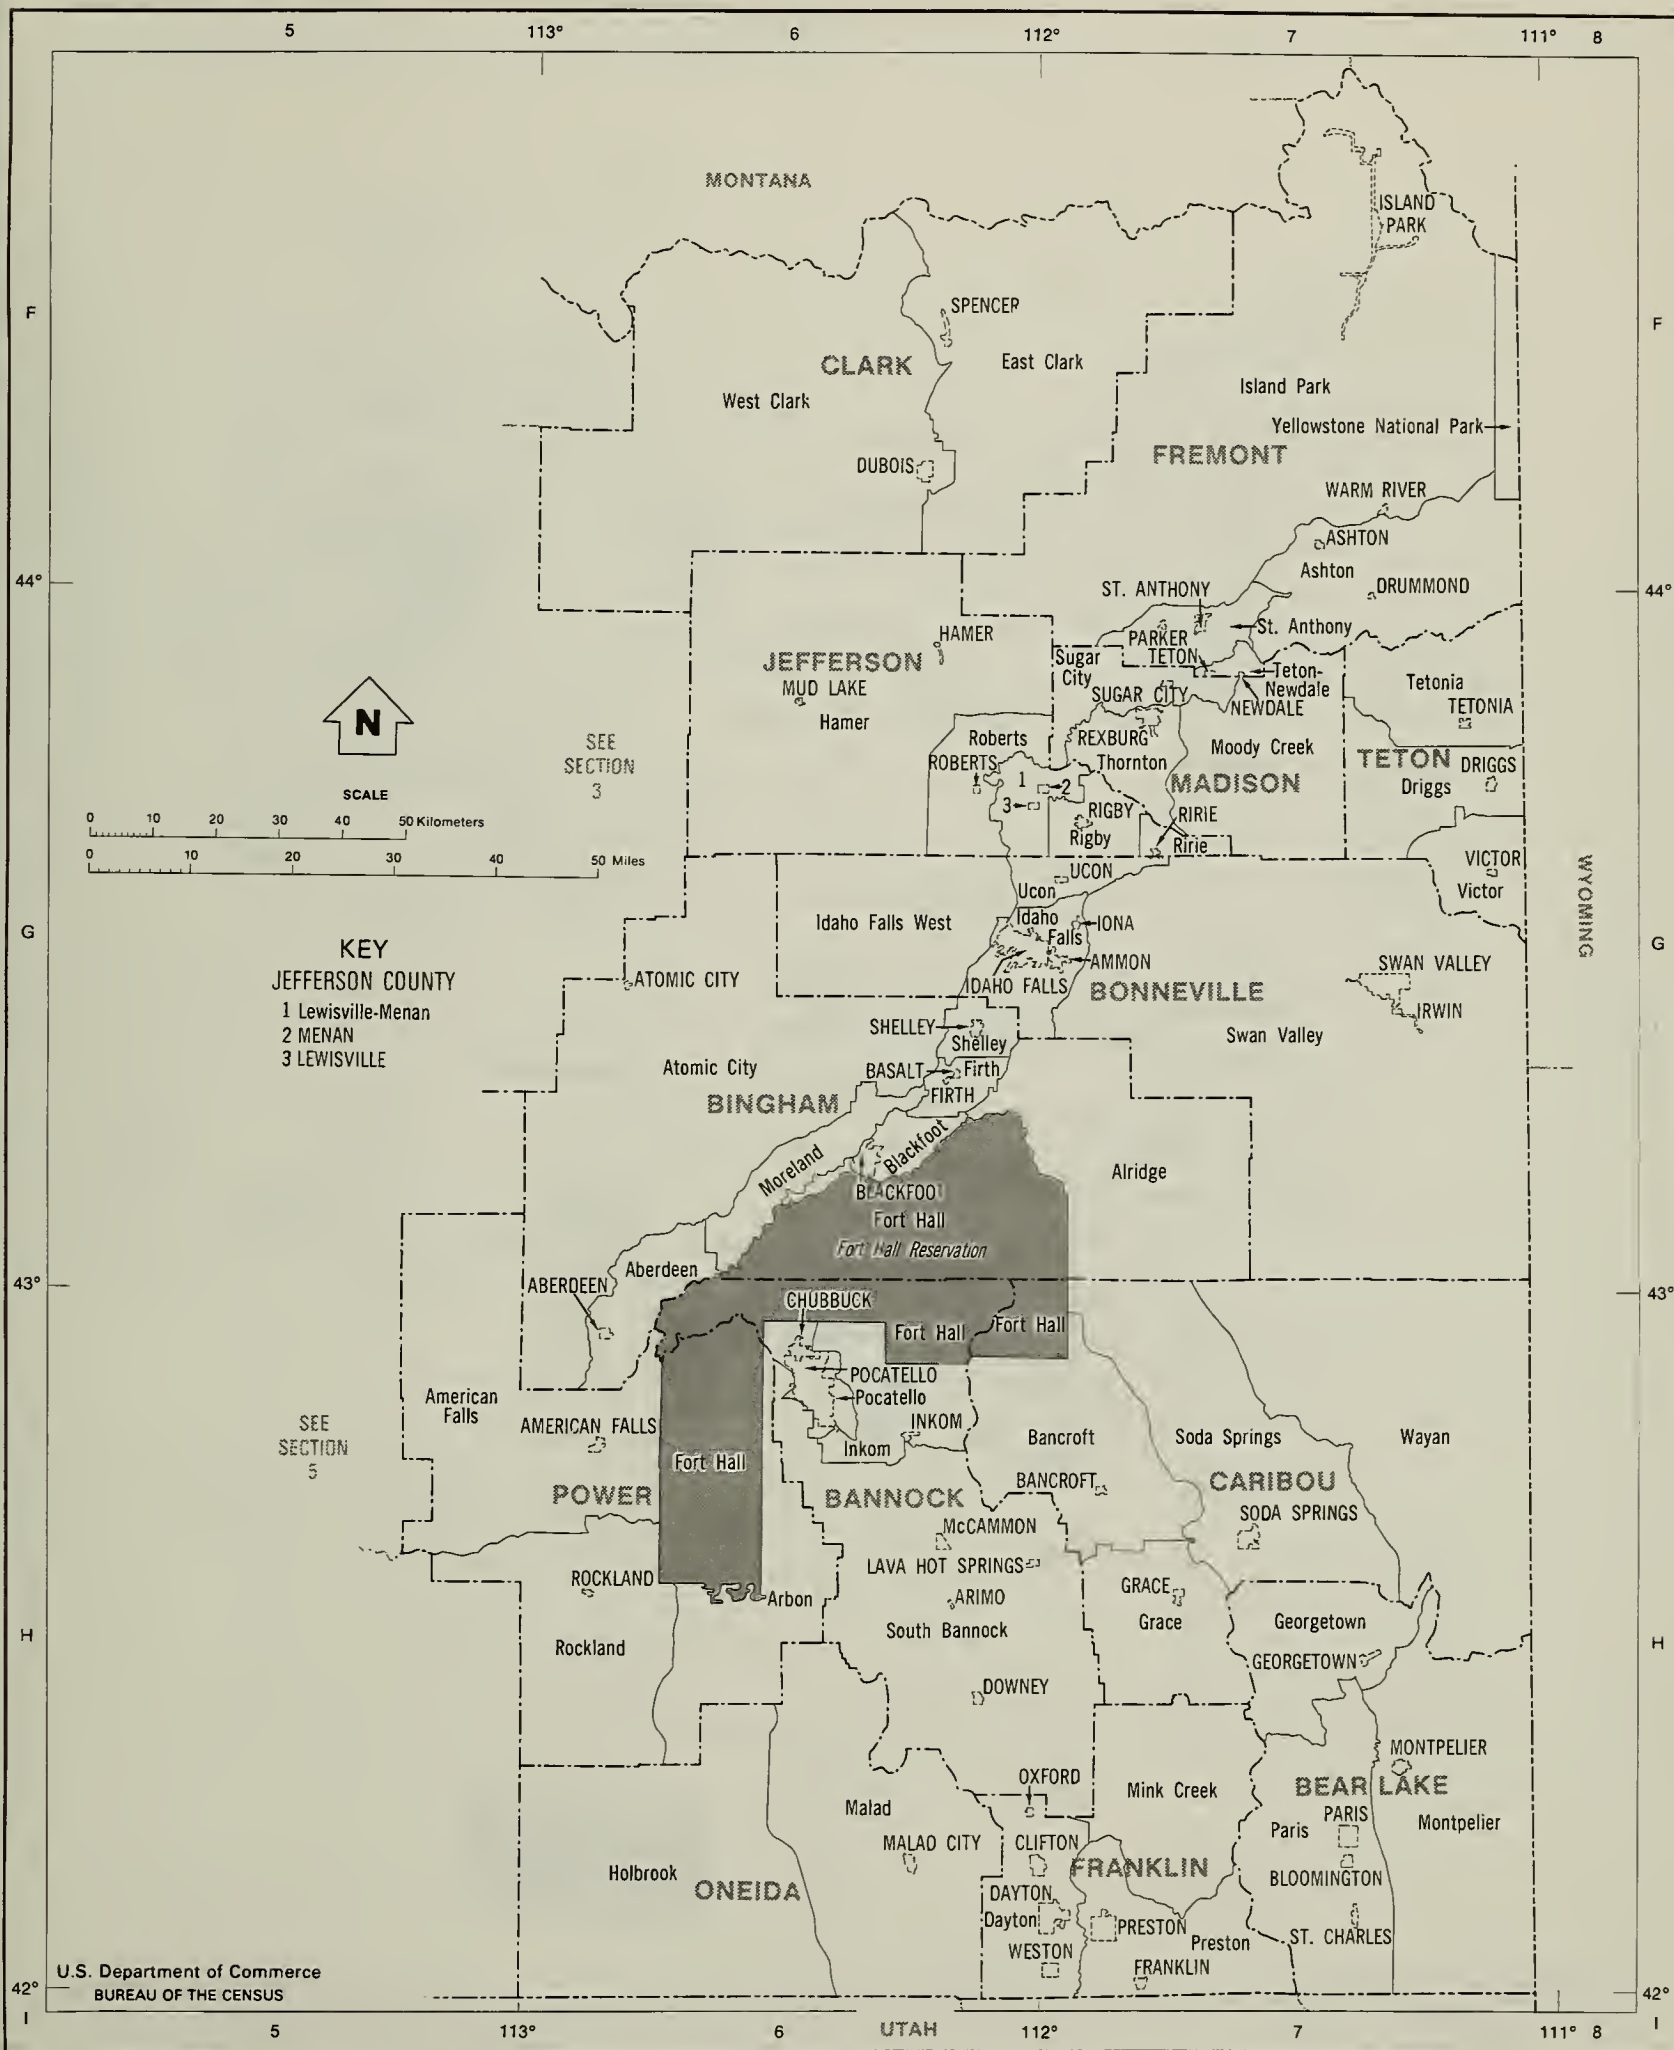 5 113° 6 112° 7 111° 8
MONTANA
ISLAND
PARK
F F
SPENCER
CLARK
East Clark
West Clark
Island Park
Yellowstone National Park
FREMONT
DUBOIS
WARM RIVER
ASHTON
Ashton
44° 44°
ST. ANTHONY
DRUMMOND
HAMER
PARKER
St. Anthony
JEFFERSON
Sugar
City
TETON
Teton-
Newdale
MUD LAKE
SUGAR CITY
NEWDALE
Tetonia
TETONIA
Hamer
N
Roberts
REXBURG
Moody Creek
SEE
SECTION
3
ROBERTS
Thornton
TETON
DRIGGS
MADISON
Driggs
1
2
3
RIGBY
RIRIE
Rigby
Ririe
SCALE
0 10 20 30 40 50 Kilometers
0 10 20 30 40 50 Miles
UCON
VICTOR
Ucon
Victor
WYOMING
G G
Idaho Falls West
Idaho
Falls
IONA
KEY
JEFFERSON COUNTY
1 Lewisville-Menan
2 MENAN
3 LEWISVILLE
ATOMIC CITY
AMMON
SWAN VALLEY
IDAHO FALLS
BONNEVILLE
IRWIN
SHELLEY
Shelley
Swan Valley
Atomic City
BASALT
Firth
FIRTH
BINGHAM
Blackfoot
Moreland
Alridge
BLACKFOOT
Fort Hall
Fort Hall Reservation
Aberdeen
43° 43°
ABERDEEN
CHUBBUCK
Fort Hall
Fort Hall
POCATELLO
Pocatello
American
Falls
AMERICAN FALLS
INKOM
Inkom
SEE
SECTION
5
Bancroft
Soda Springs
Wayan
Fort Hall
BANCROFT
CARIBOU
POWER
BANNOCK
SODA SPRINGS
McCAMMON
LAVA HOT SPRINGS
ROCKLAND
GRACE
Arbon
ARIMO
Grace
Georgetown
H H
South Bannock
Rockland
GEORGETOWN
DOWNEY
MONTPELIER
OXFORD
Mink Creek
BEAR LAKE
Malad
PARIS
Paris
Montpelier
MALAO CITY
CLIFTON
Holbrook
FRANKLIN
BLOOMINGTON
ONEIDA
DAYTON
Dayton
PRESTON
Preston
ST. CHARLES
WESTON
FRANKLIN
U.S. Department of Commerce
BUREAU OF THE CENSUS
42° 42°
I I
5 113° 6 UTAH 112° 7 111° 8